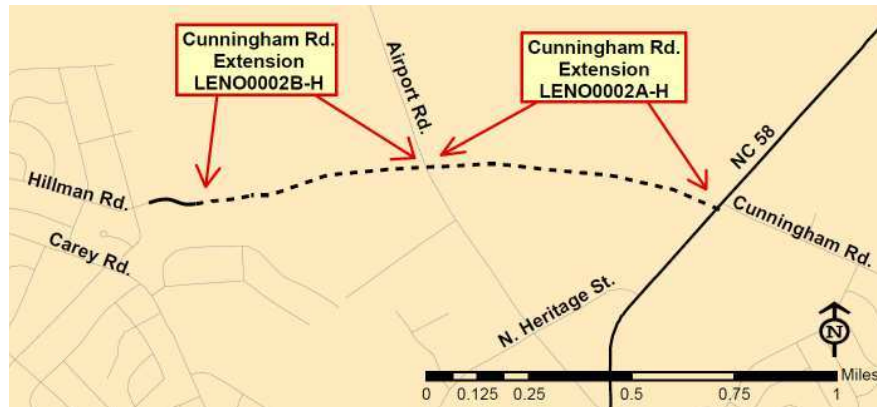 Cunningham Rd.
Extension
LENO0002B-H
Airport Rd.
Cunningham Rd.
Extension
LENO0002A-H
NC 58
Hillman Rd.
Cunningham Rd.
Carey Rd.
N. Heritage St.
N
Miles
0 0.125 0.25 0.5 0.75 1